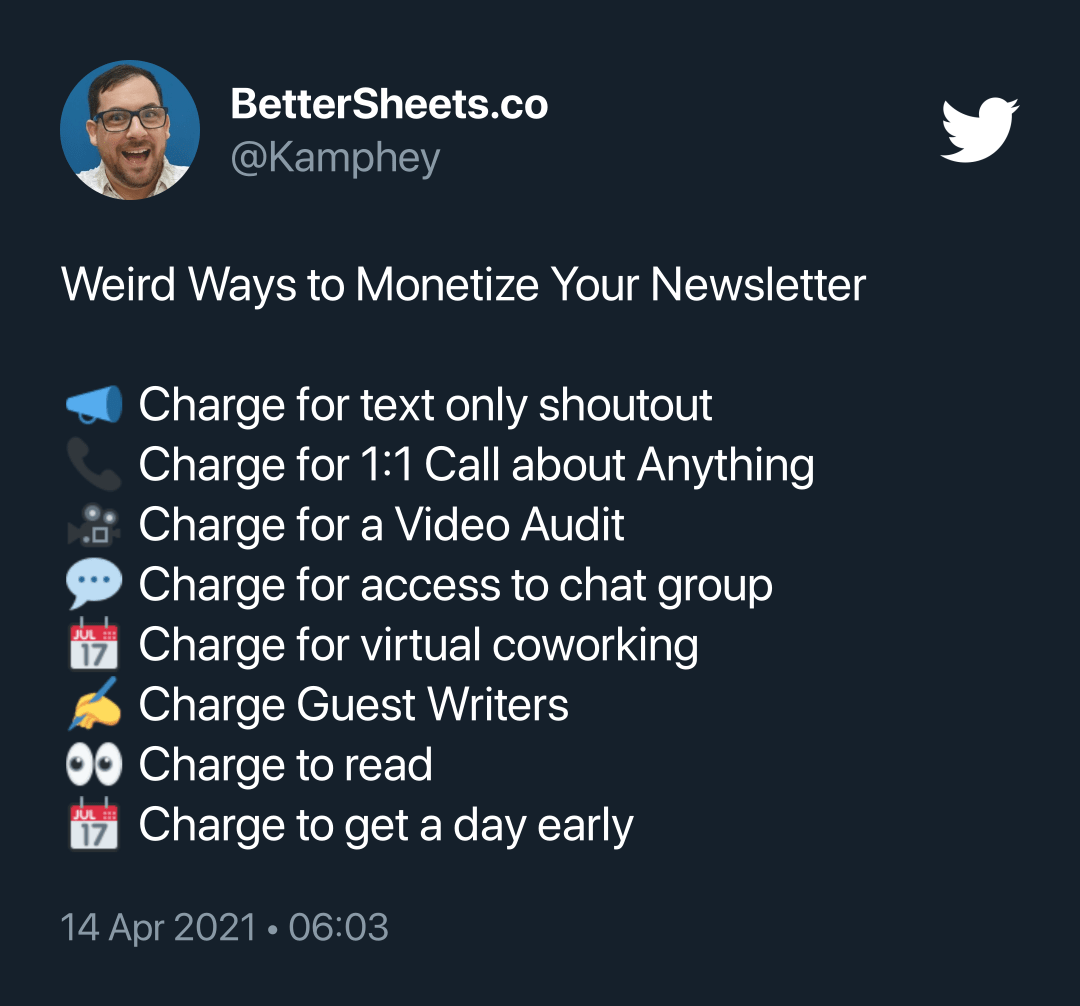 BetterSheets.co
@Kamphey
Weird Ways to Monetize Your Newsletter
📣 Charge for text only shoutout
📞 Charge for 1:1 Call about Anything
🎥 Charge for a Video Audit
💬 Charge for access to chat group
📅 Charge for virtual coworking
✍️ Charge Guest Writers
👀 Charge to read
📅 Charge to get a day early
14 Apr 2021 • 06:03